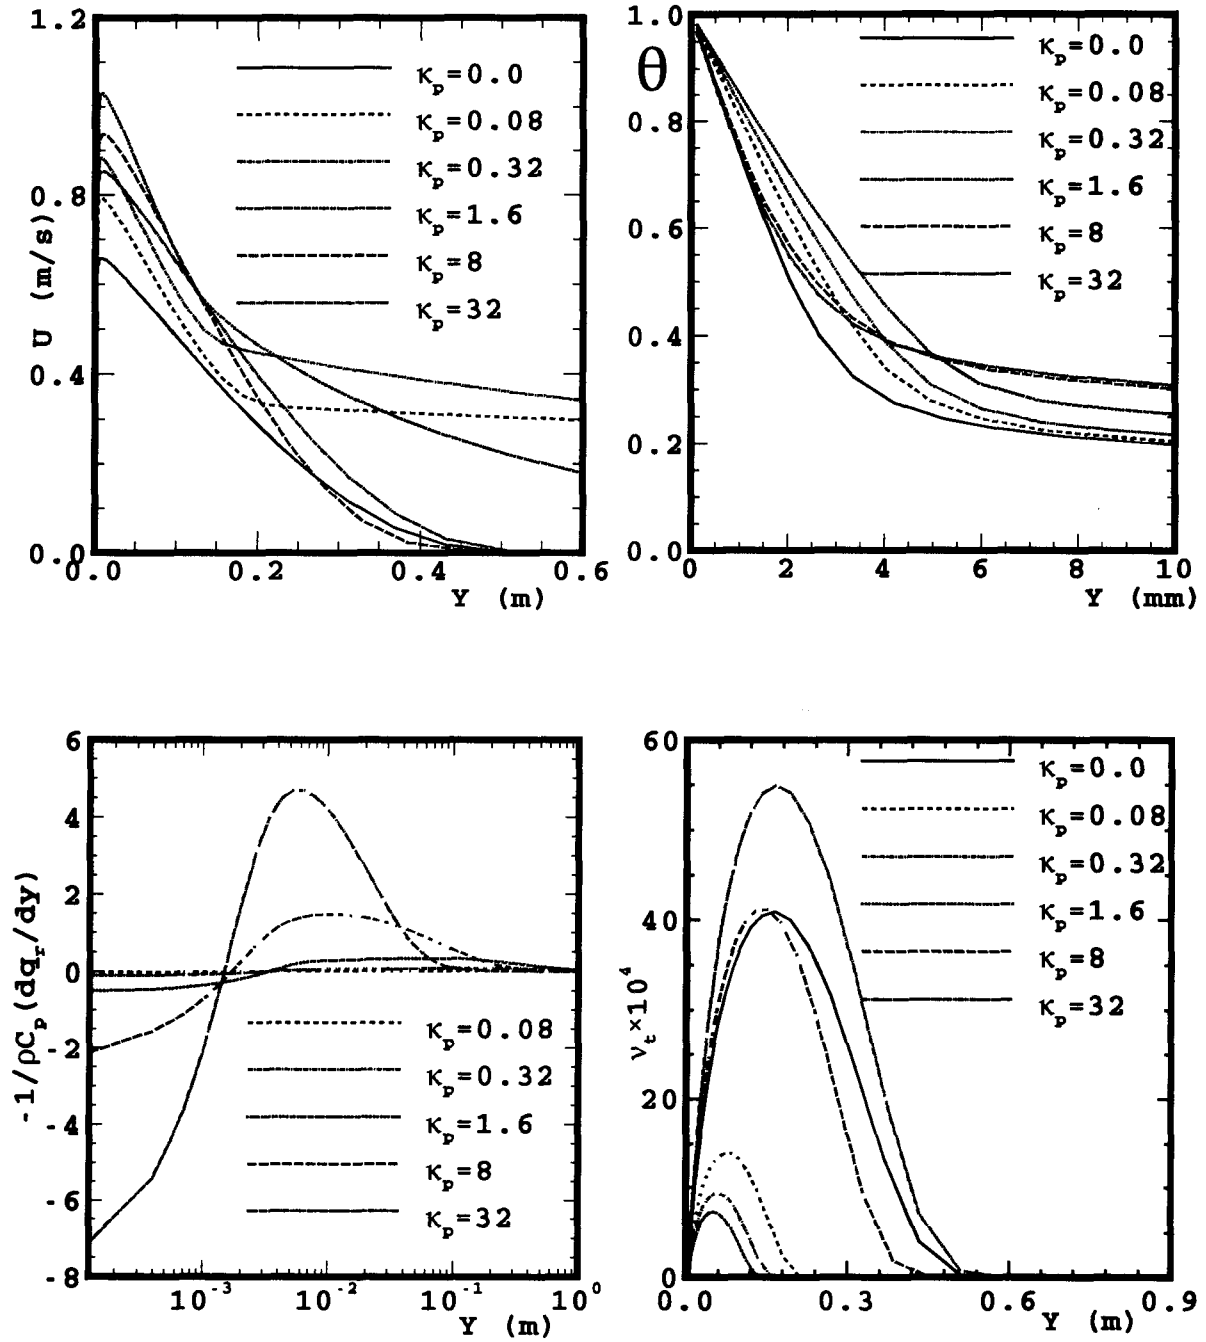 1.2
0.8
0.4
0.0
U (m/s)
κp=0.0
κp=0.08
κp=0.32
κp=1.6
κp=8
κp=32
0.0 0.2 0.4 0.6
Y (m)
1.0
0.8
0.6
0.4
0.2
0.0
θ
κp=0.0
κp=0.08
κp=0.32
κp=1.6
κp=8
κp=32
0 2 4 6 8 10
Y (mm)
6
4
2
0
-2
-4
-6
-8
-1/ρCp(dqr/dy)
κp=0.08
κp=0.32
κp=1.6
κp=8
κp=32
10⁻³ 10⁻² 10⁻¹ 10⁰
Y (m)
60
40
20
0
νt×10⁴
κp=0.0
κp=0.08
κp=0.32
κp=1.6
κp=8
κp=32
0.0 0.3 0.6 0.9
Y (m)